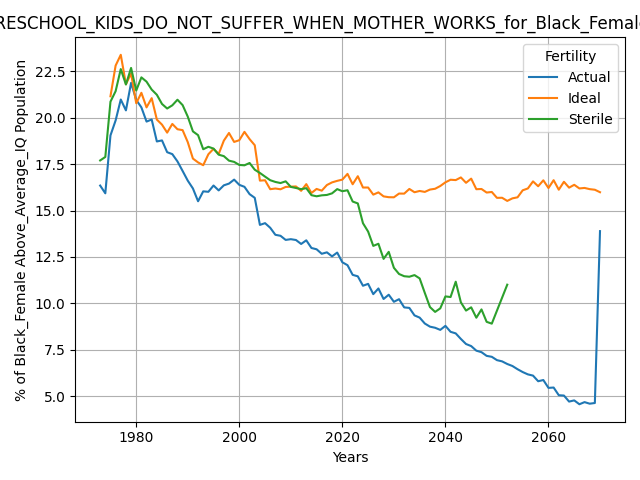 RESCHOOL_KIDS_DO_NOT_SUFFER_WHEN_MOTHER_WORKS_for_Black_Female
% of Black_Female Above_Average_IQ Population
22.5
20.0
17.5
15.0
12.5
10.0
7.5
5.0
Fertility
Actual
Ideal
Sterile
1980 2000 2020 2040 2060
Years